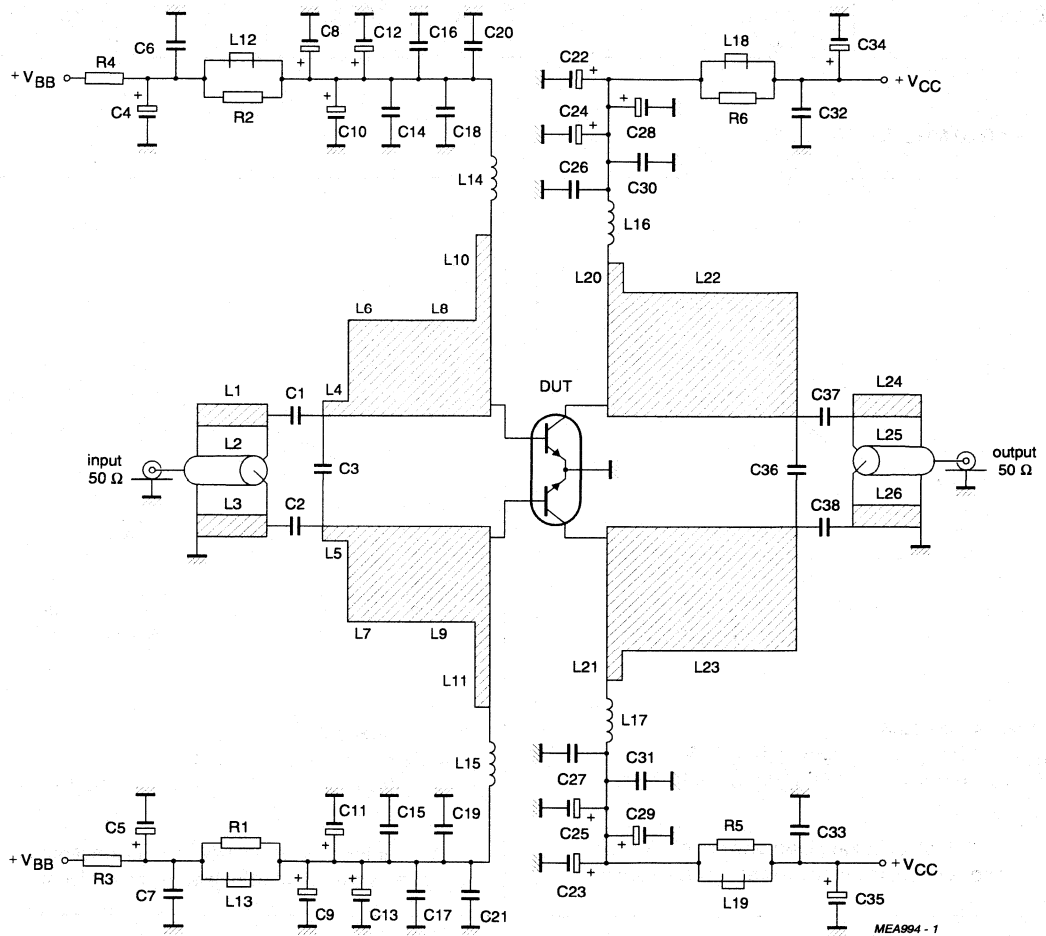 C8 C12 C16 C20
C6 L12 C22 L18 C34
+ VBB R4 + VCC
C4 R2 C10 C14 C18 C24 C28 R6 C32
C26 C30
L14
L16
L10 L20 L22
L6 L8
DUT
L1 C1 L4 C37 L24
L2 L25
input
50 Ω
C3 C36
output
50 Ω
L3 C2 C38 L26
L5
L7 L9
L11 L21 L23
L17
L15
C27 C31
C5 R1 C11 C15 C19 C25 C29 R5 C33
+ VBB R3 + VCC
C7 L13 C9 C13 C17 C21 C23 L19 C35
MEA994 - 1